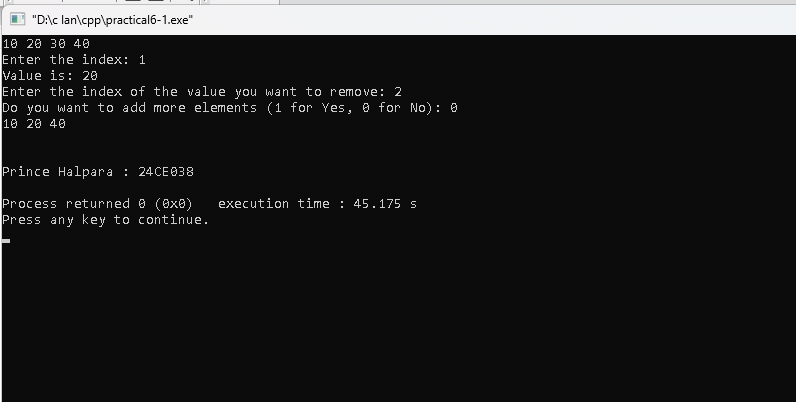 "D:\c lan\cpp\practical6-1.exe"
10 20 30 40
Enter the index: 1
Value is: 20
Enter the index of the value you want to remove: 2
Do you want to add more elements (1 for Yes, 0 for No): 0
10 20 40
Prince Halpara : 24CE038
Process returned 0 (0x0)   execution time : 45.175 s
Press any key to continue.